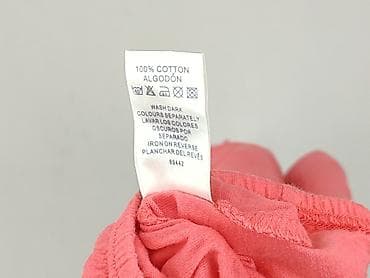 100% COTTON
ALGODÓN
WASH DARK
COLOURS SEPARATELY
LAVAR LOS COLORES
OSCUROS POR
SEPARADO
IRON ON REVERSE
PLANCHAR DEL REVÉS